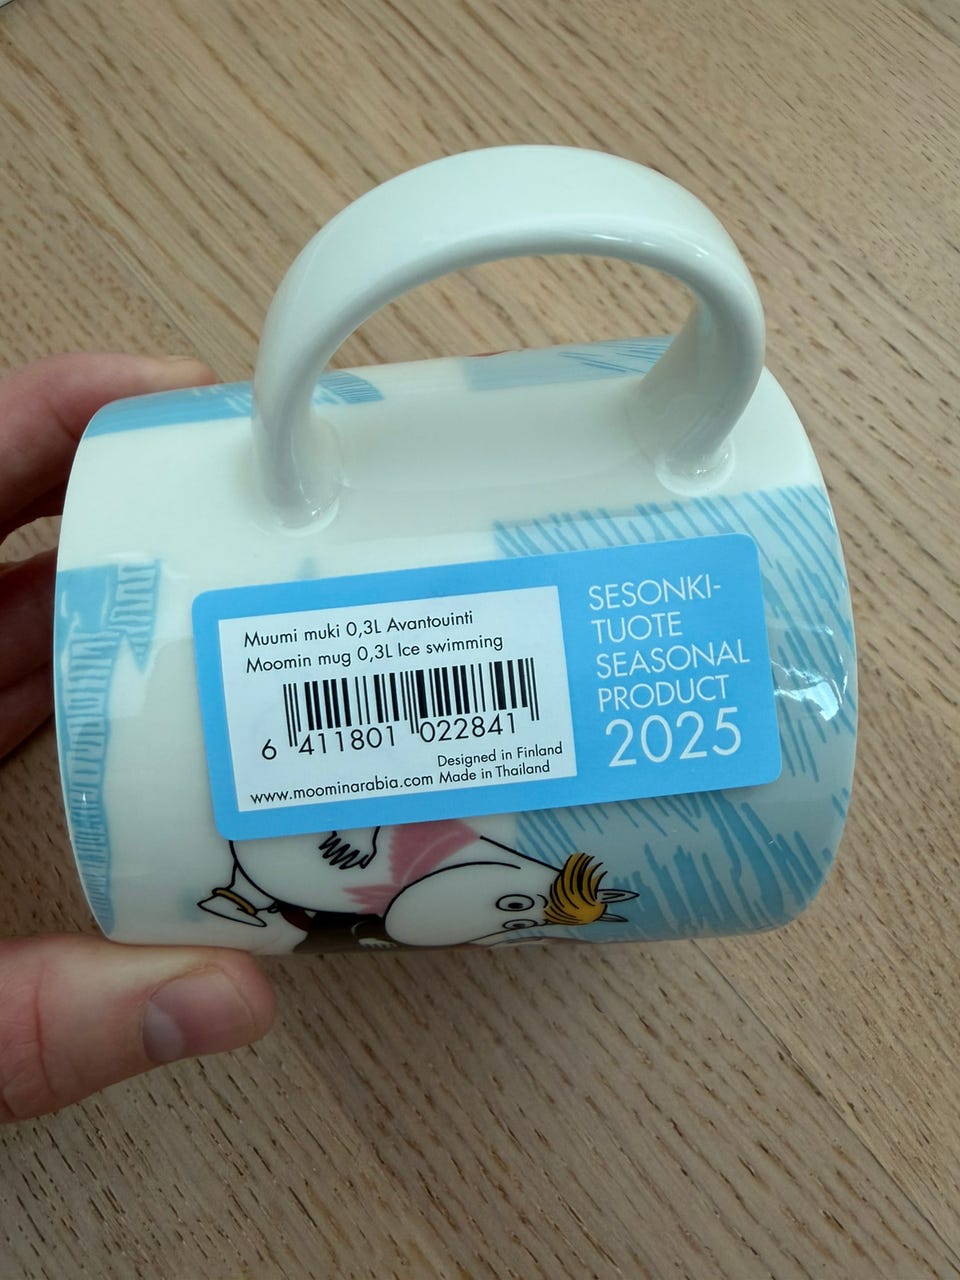 Muumi muki 0,3L Avantouinti
Moomin mug 0,3L Ice swimming
6 411801 022841
Designed in Finland
www.moominarabia.com Made in Thailand
SESONKI-
TUOTE
SEASONAL
PRODUCT
2025